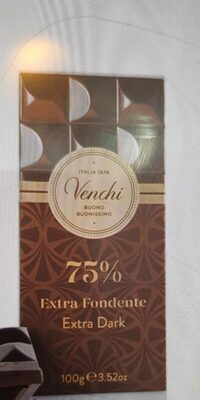 ITALIA 1878
Venchi
BUONO
BUONISSIMO
75%
Extra Fondente
Extra Dark
100g ℮ 3.52oz